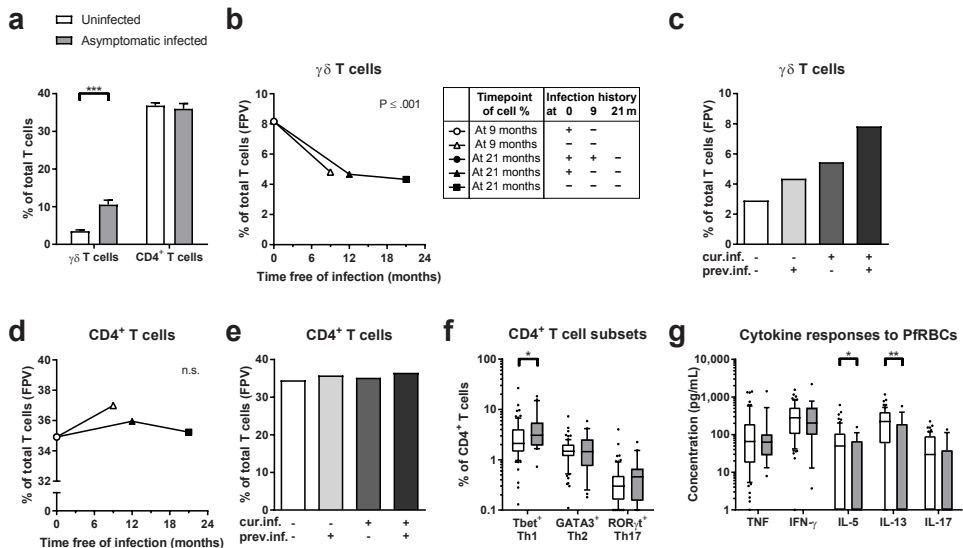 a
Uninfected
Asymptomatic infected
% of total T cells (FPV)
40
30
20
10
0
***
γδ T cells
CD4+ T cells
b
γδ T cells
P ≤ .001
% of total T cells (FPV)
10
8
6
4
2
0
0 6 12 18 24
Time free of infection (months)
Timepoint of cell % Infection history at 0 9 21 m
At 9 months + −
At 9 months − −
At 21 months + + −
At 21 months + − −
At 21 months − − −
c
γδ T cells
% of total T cells (FPV)
10
8
6
4
2
0
cur.inf. - - + +
prev.inf. - + - +
d
CD4+ T cells
n.s.
% of total T cells (FPV)
40
38
36
34
32
0
0 6 12 18 24
Time free of infection (months)
e
CD4+ T cells
% of total T cells (FPV)
40
30
20
10
0
cur.inf. - - + +
prev.inf. - + - +
f
CD4+ T cell subsets
% of CD4+ T cells
100
10
1
0.1
*
Tbet+ Th1
GATA3+ Th2
RORγt+ Th17
g
Cytokine responses to PfRBCs
Concentration (pg/mL)
10,000
1,000
100
10
1
* **
TNF IFN-γ IL-5 IL-13 IL-17